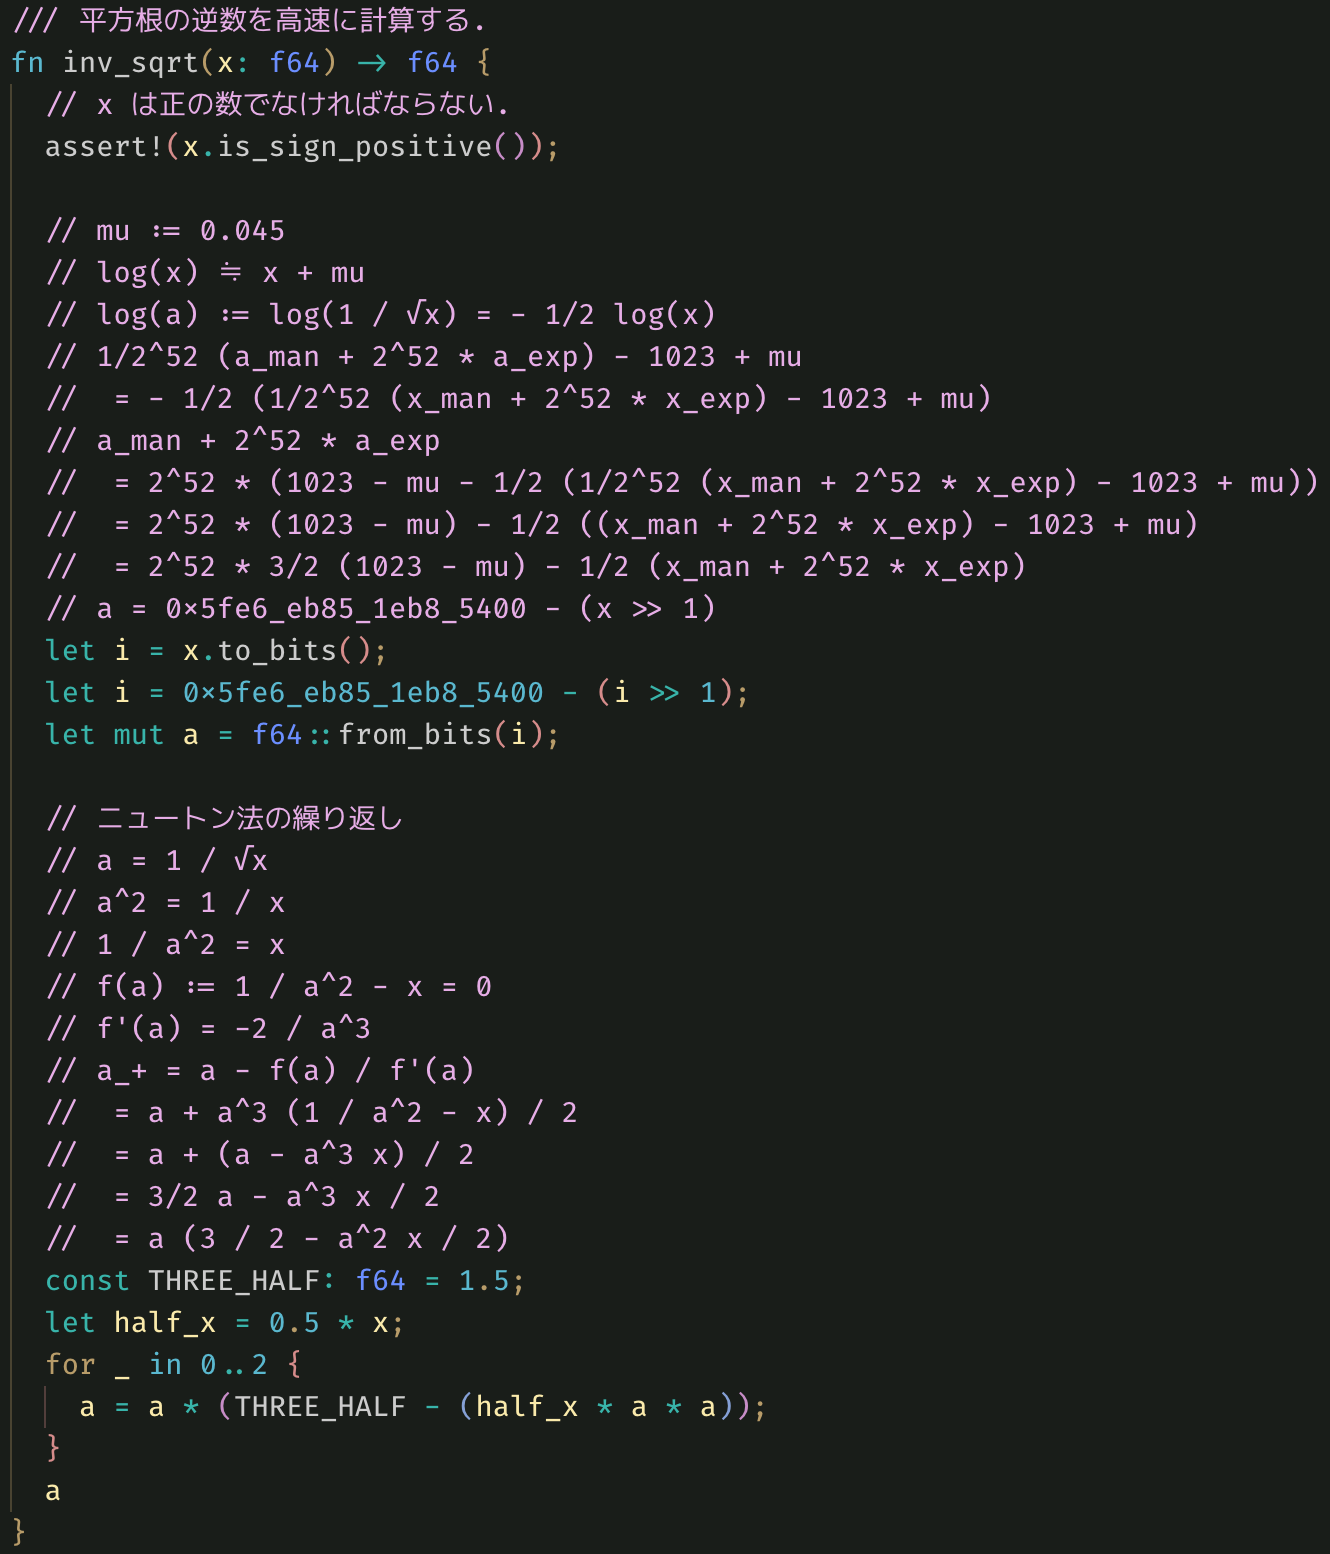 /// 平方根の逆数を高速に計算する.
fn inv_sqrt(x: f64) -> f64 {
  // x は正の数でなければならない.
  assert!(x.is_sign_positive());

  // mu := 0.045
  // log(x) ≒ x + mu
  // log(a) := log(1 / √x) = - 1/2 log(x)
  // 1/2^52 (a_man + 2^52 * a_exp) - 1023 + mu
  //  = - 1/2 (1/2^52 (x_man + 2^52 * x_exp) - 1023 + mu)
  // a_man + 2^52 * a_exp
  //  = 2^52 * (1023 - mu - 1/2 (1/2^52 (x_man + 2^52 * x_exp) - 1023 + mu))
  //  = 2^52 * (1023 - mu) - 1/2 ((x_man + 2^52 * x_exp) - 1023 + mu)
  //  = 2^52 * 3/2 (1023 - mu) - 1/2 (x_man + 2^52 * x_exp)
  // a = 0x5fe6_eb85_1eb8_5400 - (x >> 1)
  let i = x.to_bits();
  let i = 0x5fe6_eb85_1eb8_5400 - (i >> 1);
  let mut a = f64::from_bits(i);

  // ニュートン法の繰り返し
  // a = 1 / √x
  // a^2 = 1 / x
  // 1 / a^2 = x
  // f(a) := 1 / a^2 - x = 0
  // f'(a) = -2 / a^3
  // a_+ = a - f(a) / f'(a)
  //  = a + a^3 (1 / a^2 - x) / 2
  //  = a + (a - a^3 x) / 2
  //  = 3/2 a - a^3 x / 2
  //  = a (3 / 2 - a^2 x / 2)
  const THREE_HALF: f64 = 1.5;
  let half_x = 0.5 * x;
  for _ in 0..2 {
    a = a * (THREE_HALF - (half_x * a * a));
  }
  a
}